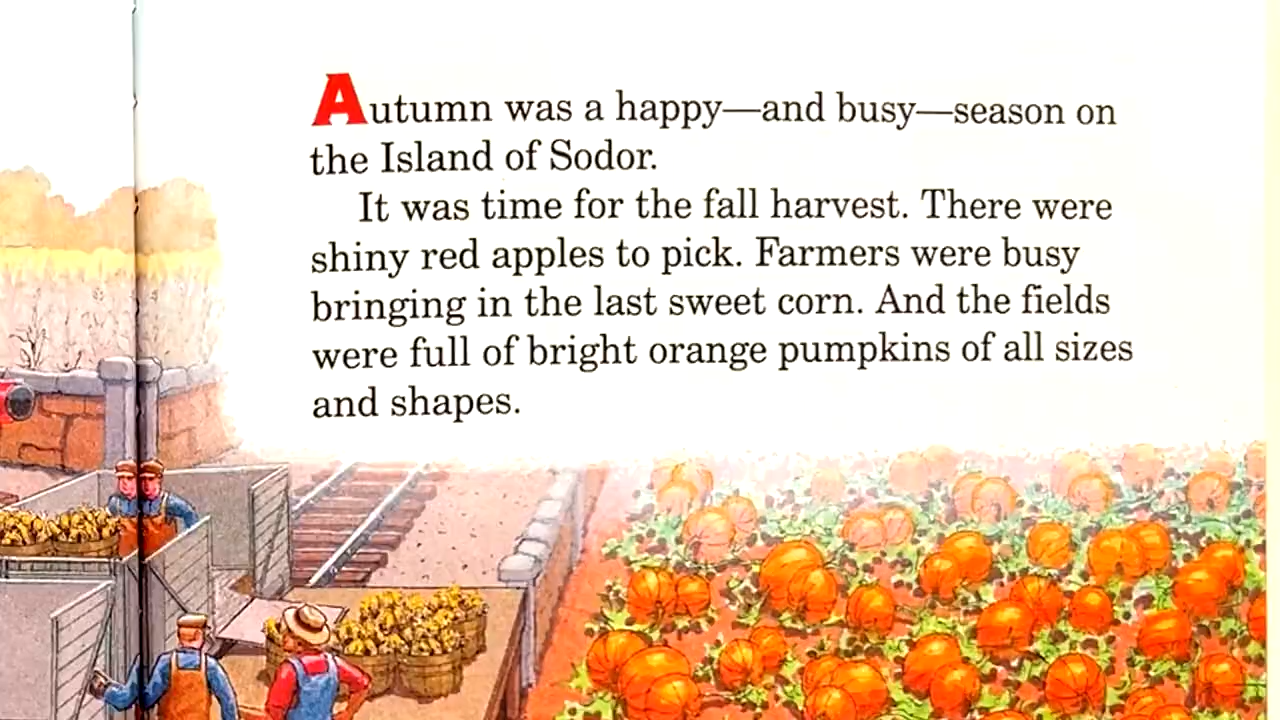 Autumn was a happy—and busy—season on
the Island of Sodor.
It was time for the fall harvest. There were
shiny red apples to pick. Farmers were busy
bringing in the last sweet corn. And the fields
were full of bright orange pumpkins of all sizes
and shapes.